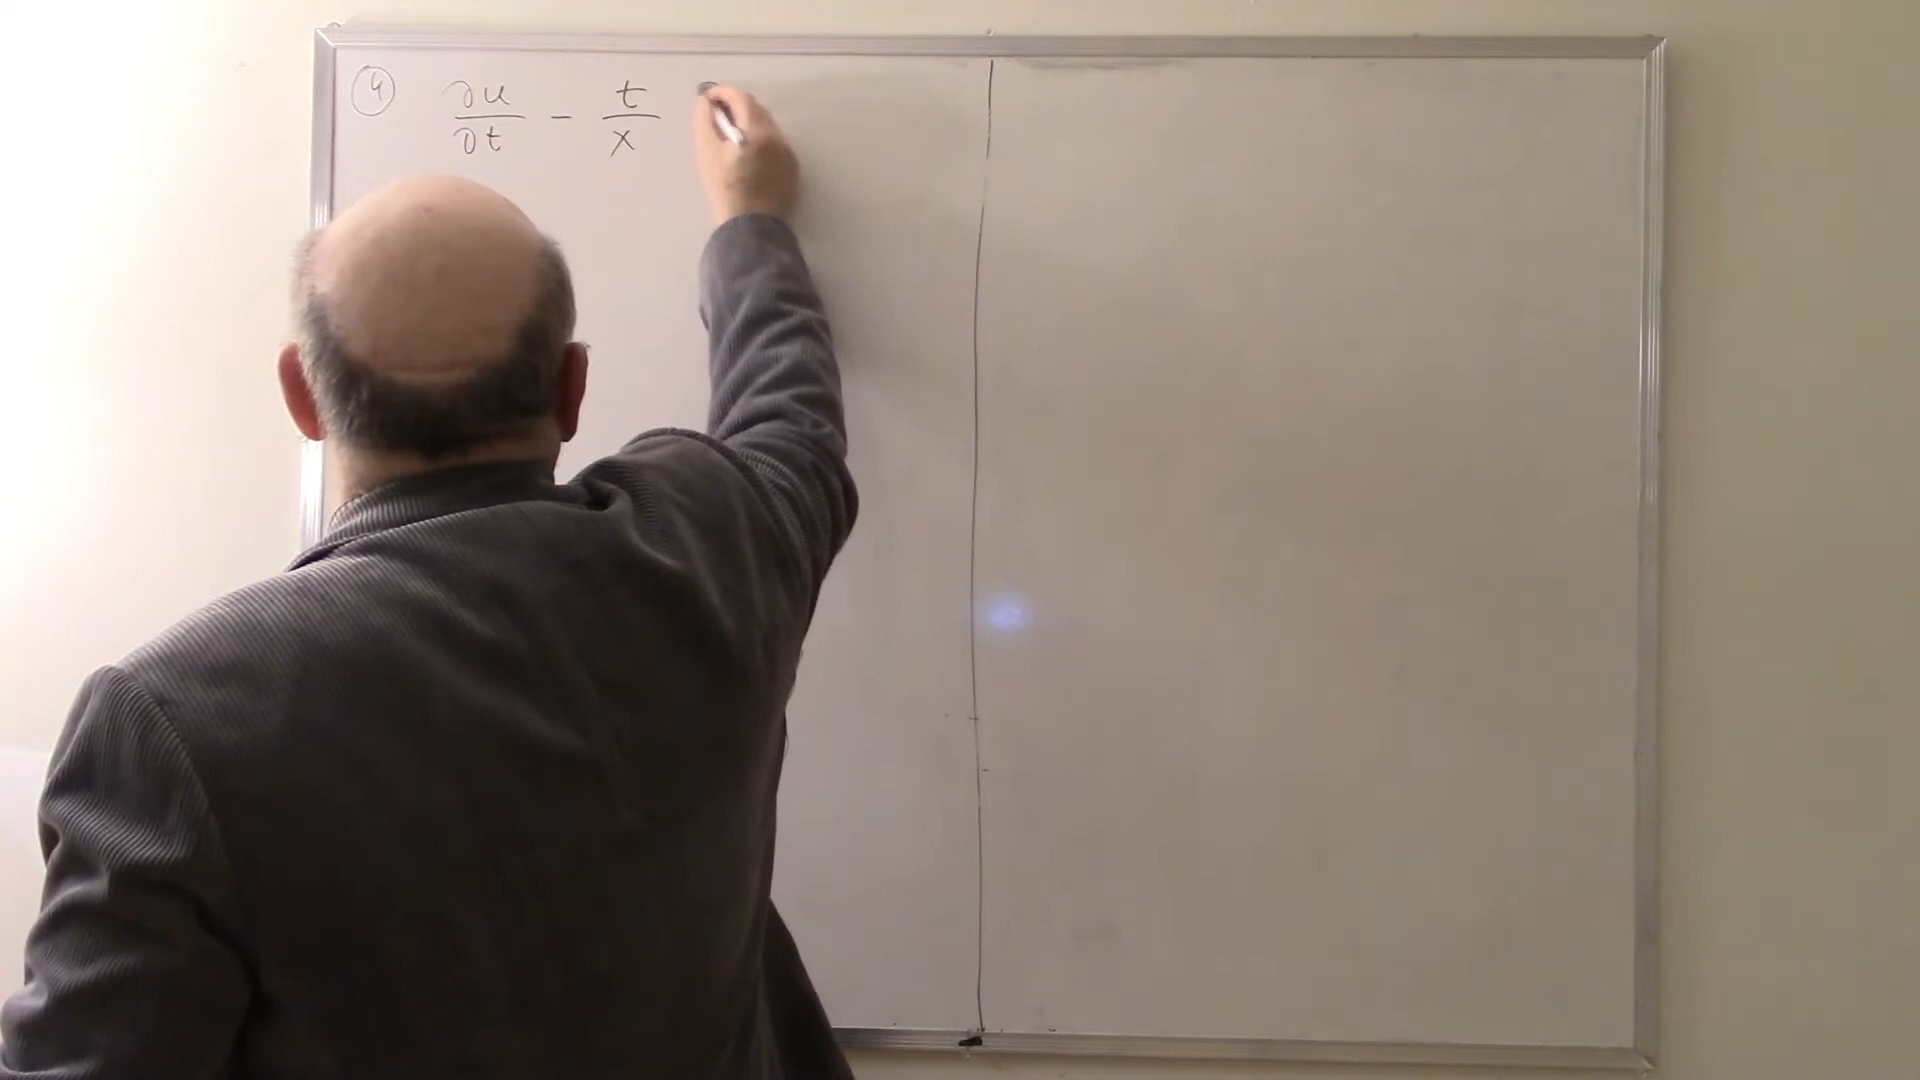 ④ ∂u/∂t − t/x